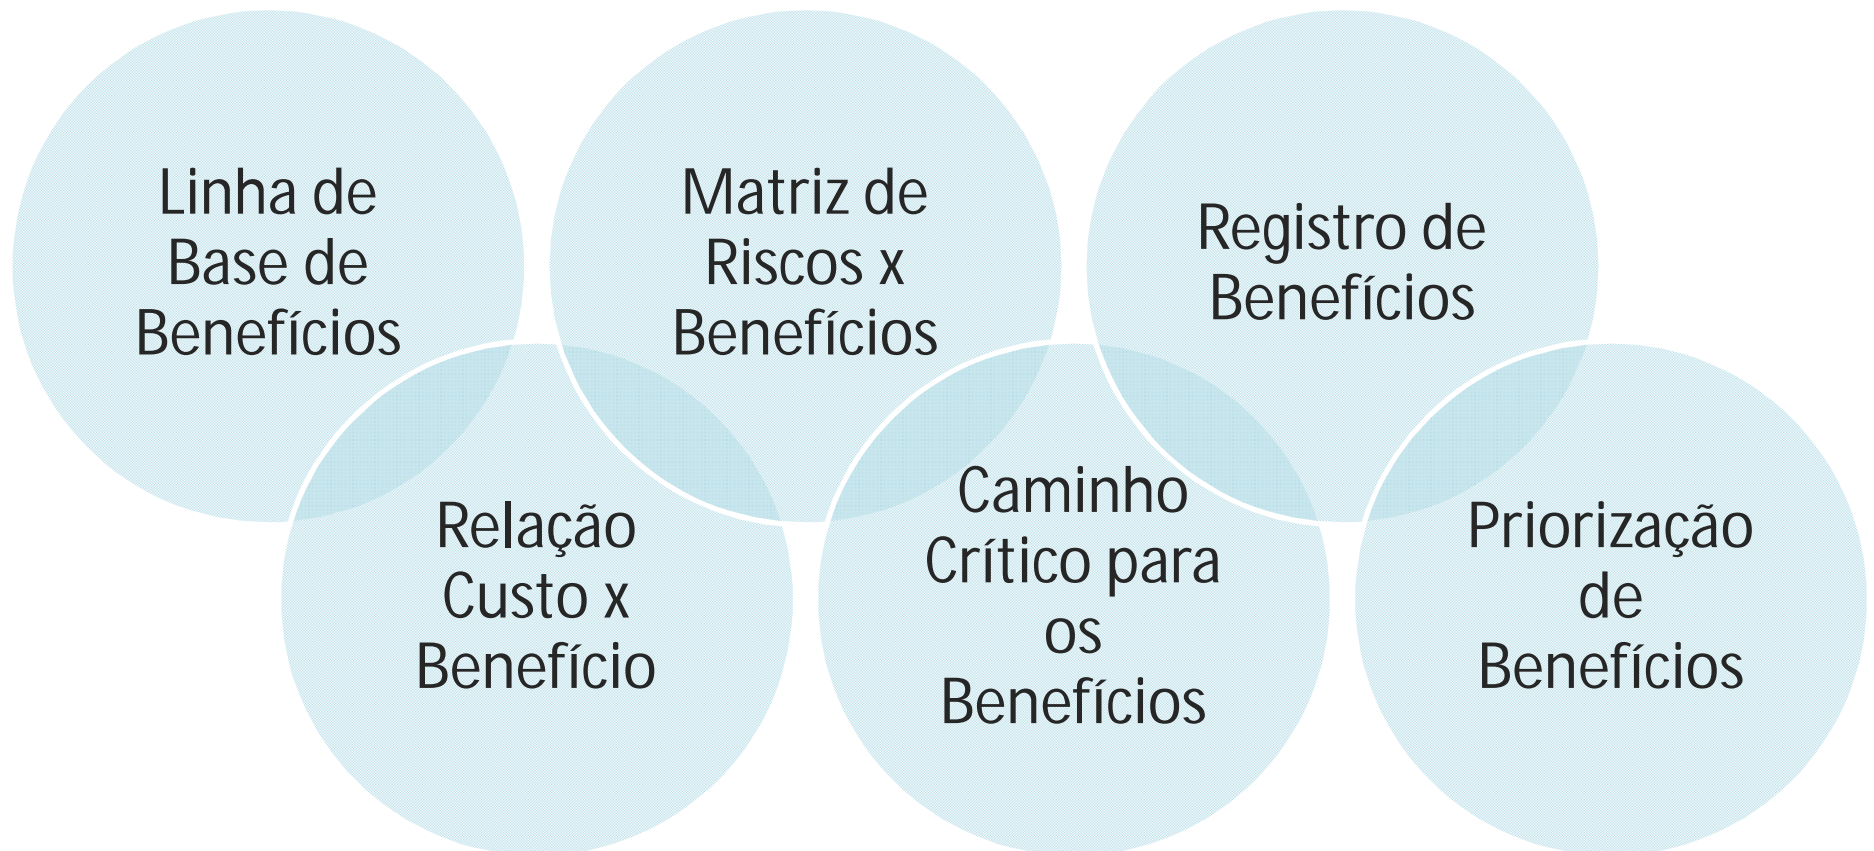 Linha de
Base de
Benefícios
Relação
Custo x
Benefício
Matriz de
Riscos x
Benefícios
Caminho
Crítico para
os
Benefícios
Registro de
Benefícios
Priorização
de
Benefícios